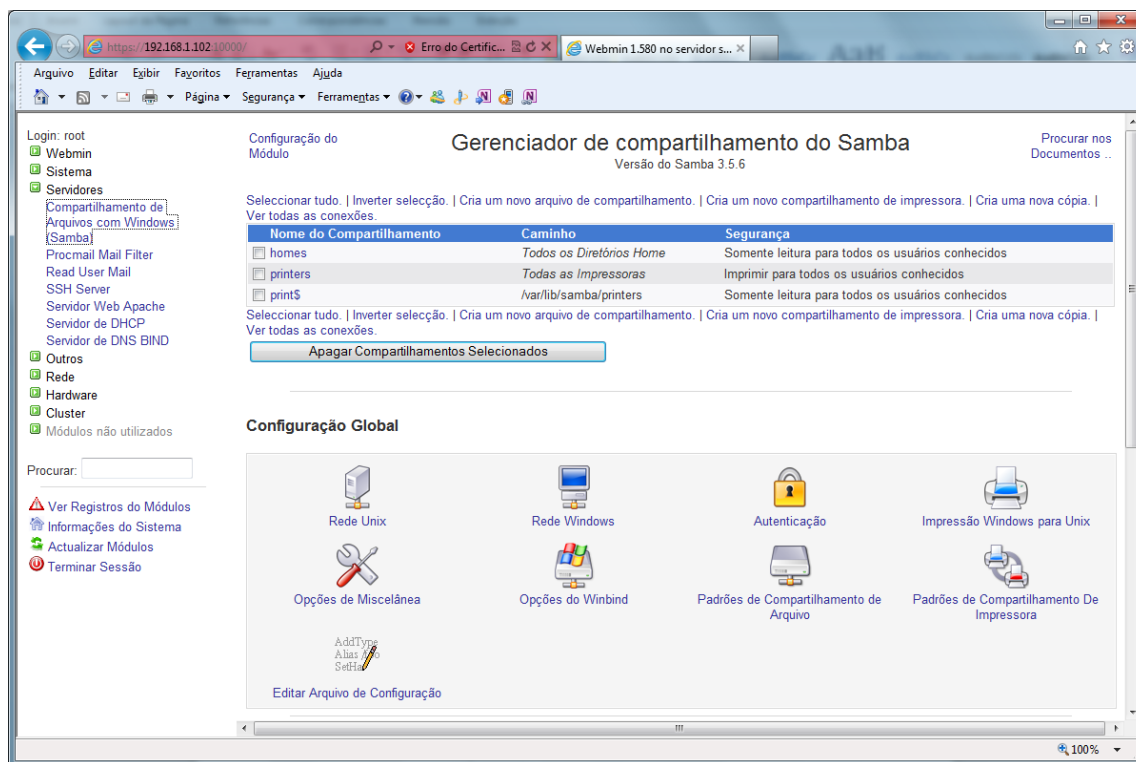 https://192.168.1.102:10000/
Erro do Certific...
Webmin 1.580 no servidor s...
Arquivo Editar Exibir Favoritos Ferramentas Ajuda
Página Segurança Ferramentas
Login: root
Webmin
Sistema
Servidores
Compartilhamento de
Arquivos com Windows
(Samba)
Procmail Mail Filter
Read User Mail
SSH Server
Servidor Web Apache
Servidor de DHCP
Servidor de DNS BIND
Outros
Rede
Hardware
Cluster
Módulos não utilizados
Procurar:
Ver Registros do Módulos
Informações do Sistema
Actualizar Módulos
Terminar Sessão
Configuração do
Módulo
Gerenciador de compartilhamento do Samba
Versão do Samba 3.5.6
Procurar nos
Documentos ..
Seleccionar tudo. | Inverter selecção. | Cria um novo arquivo de compartilhamento. | Cria um novo compartilhamento de impressora. | Cria uma nova cópia. |
Ver todas as conexões.
Nome do Compartilhamento Caminho Segurança
homes Todos os Diretórios Home Somente leitura para todos os usuários conhecidos
printers Todas as Impressoras Imprimir para todos os usuários conhecidos
print$ /var/lib/samba/printers Somente leitura para todos os usuários conhecidos
Seleccionar tudo. | Inverter selecção. | Cria um novo arquivo de compartilhamento. | Cria um novo compartilhamento de impressora. | Cria uma nova cópia. |
Ver todas as conexões.
Apagar Compartilhamentos Selecionados
Configuração Global
Rede Unix
Rede Windows
Autenticação
Impressão Windows para Unix
Opções de Miscelânea
Opções do Winbind
Padrões de Compartilhamento de
Arquivo
Padrões de Compartilhamento De
Impressora
AddType
Alias
SetHa
Editar Arquivo de Configuração
100%